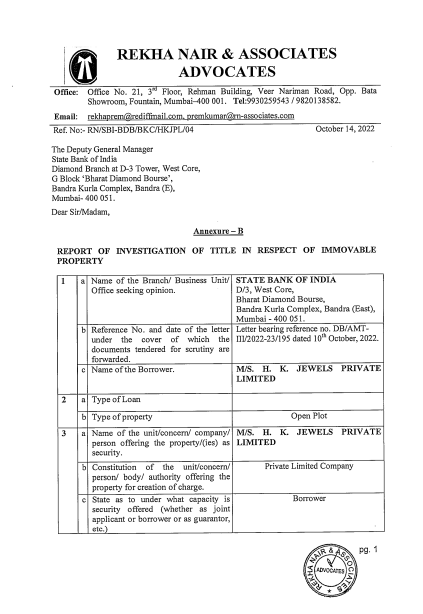 REKHA NAIR & ASSOCIATES
ADVOCATES
Office: Office No. 21, 3rd Floor, Rehman Building, Veer Nariman Road, Opp. Bata
Showroom, Fountain, Mumbai-400 001. Tel:9930259543 / 9820138582.
Email: rekhaprem@rediffmail.com, premkumar@rn-associates.com
Ref. No:- RN/SBI-BDB/BKC/HKJPL/04 October 14, 2022
The Deputy General Manager
State Bank of India
Diamond Branch at D-3 Tower, West Core,
G Block 'Bharat Diamond Bourse',
Bandra Kurla Complex, Bandra (E),
Mumbai- 400 051.
Dear Sir/Madam,
Annexure – B
REPORT OF INVESTIGATION OF TITLE IN RESPECT OF IMMOVABLE
PROPERTY
1 a Name of the Branch/ Business Unit/ STATE BANK OF INDIA
Office seeking opinion. D/3, West Core,
Bharat Diamond Bourse,
Bandra Kurla Complex, Bandra (East),
Mumbai - 400 051.
b Reference No. and date of the letter Letter bearing reference no. DB/AMT-
under the cover of which the III/2022-23/195 dated 10th October, 2022.
documents tendered for scrutiny are
forwarded.
c Name of the Borrower. M/S. H. K. JEWELS PRIVATE
LIMITED
2 a Type of Loan
b Type of property Open Plot
3 a Name of the unit/concern/ company/ M/S. H. K. JEWELS PRIVATE
person offering the property/(ies) as LIMITED
security.
b Constitution of the unit/concern/ Private Limited Company
person/ body/ authority offering the
property for creation of charge.
c State as to under what capacity is Borrower
security offered (whether as joint
applicant or borrower or as guarantor,
etc.)
pg. 1
REKHA NAIR & ASSOCIATES
ADVOCATES